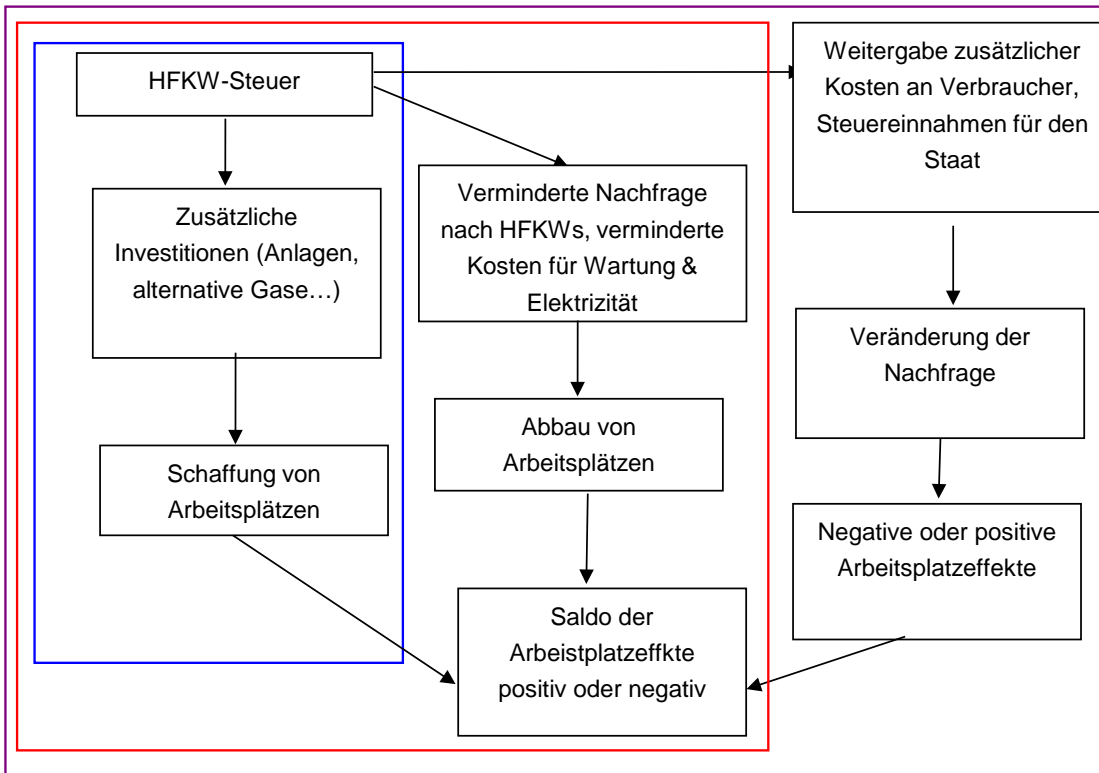 HFKW-Steuer
Zusätzliche
Investitionen (Anlagen,
alternative Gase…)
Schaffung von
Arbeitsplätzen
Verminderte Nachfrage
nach HFKWs, verminderte
Kosten für Wartung &
Elektrizität
Abbau von
Arbeitsplätzen
Saldo der
Arbeistplatzeffkte
positiv oder negativ
Weitergabe zusätzlicher
Kosten an Verbraucher,
Steuereinnahmen für den
Staat
Veränderung der
Nachfrage
Negative oder positive
Arbeitsplatzeffekte